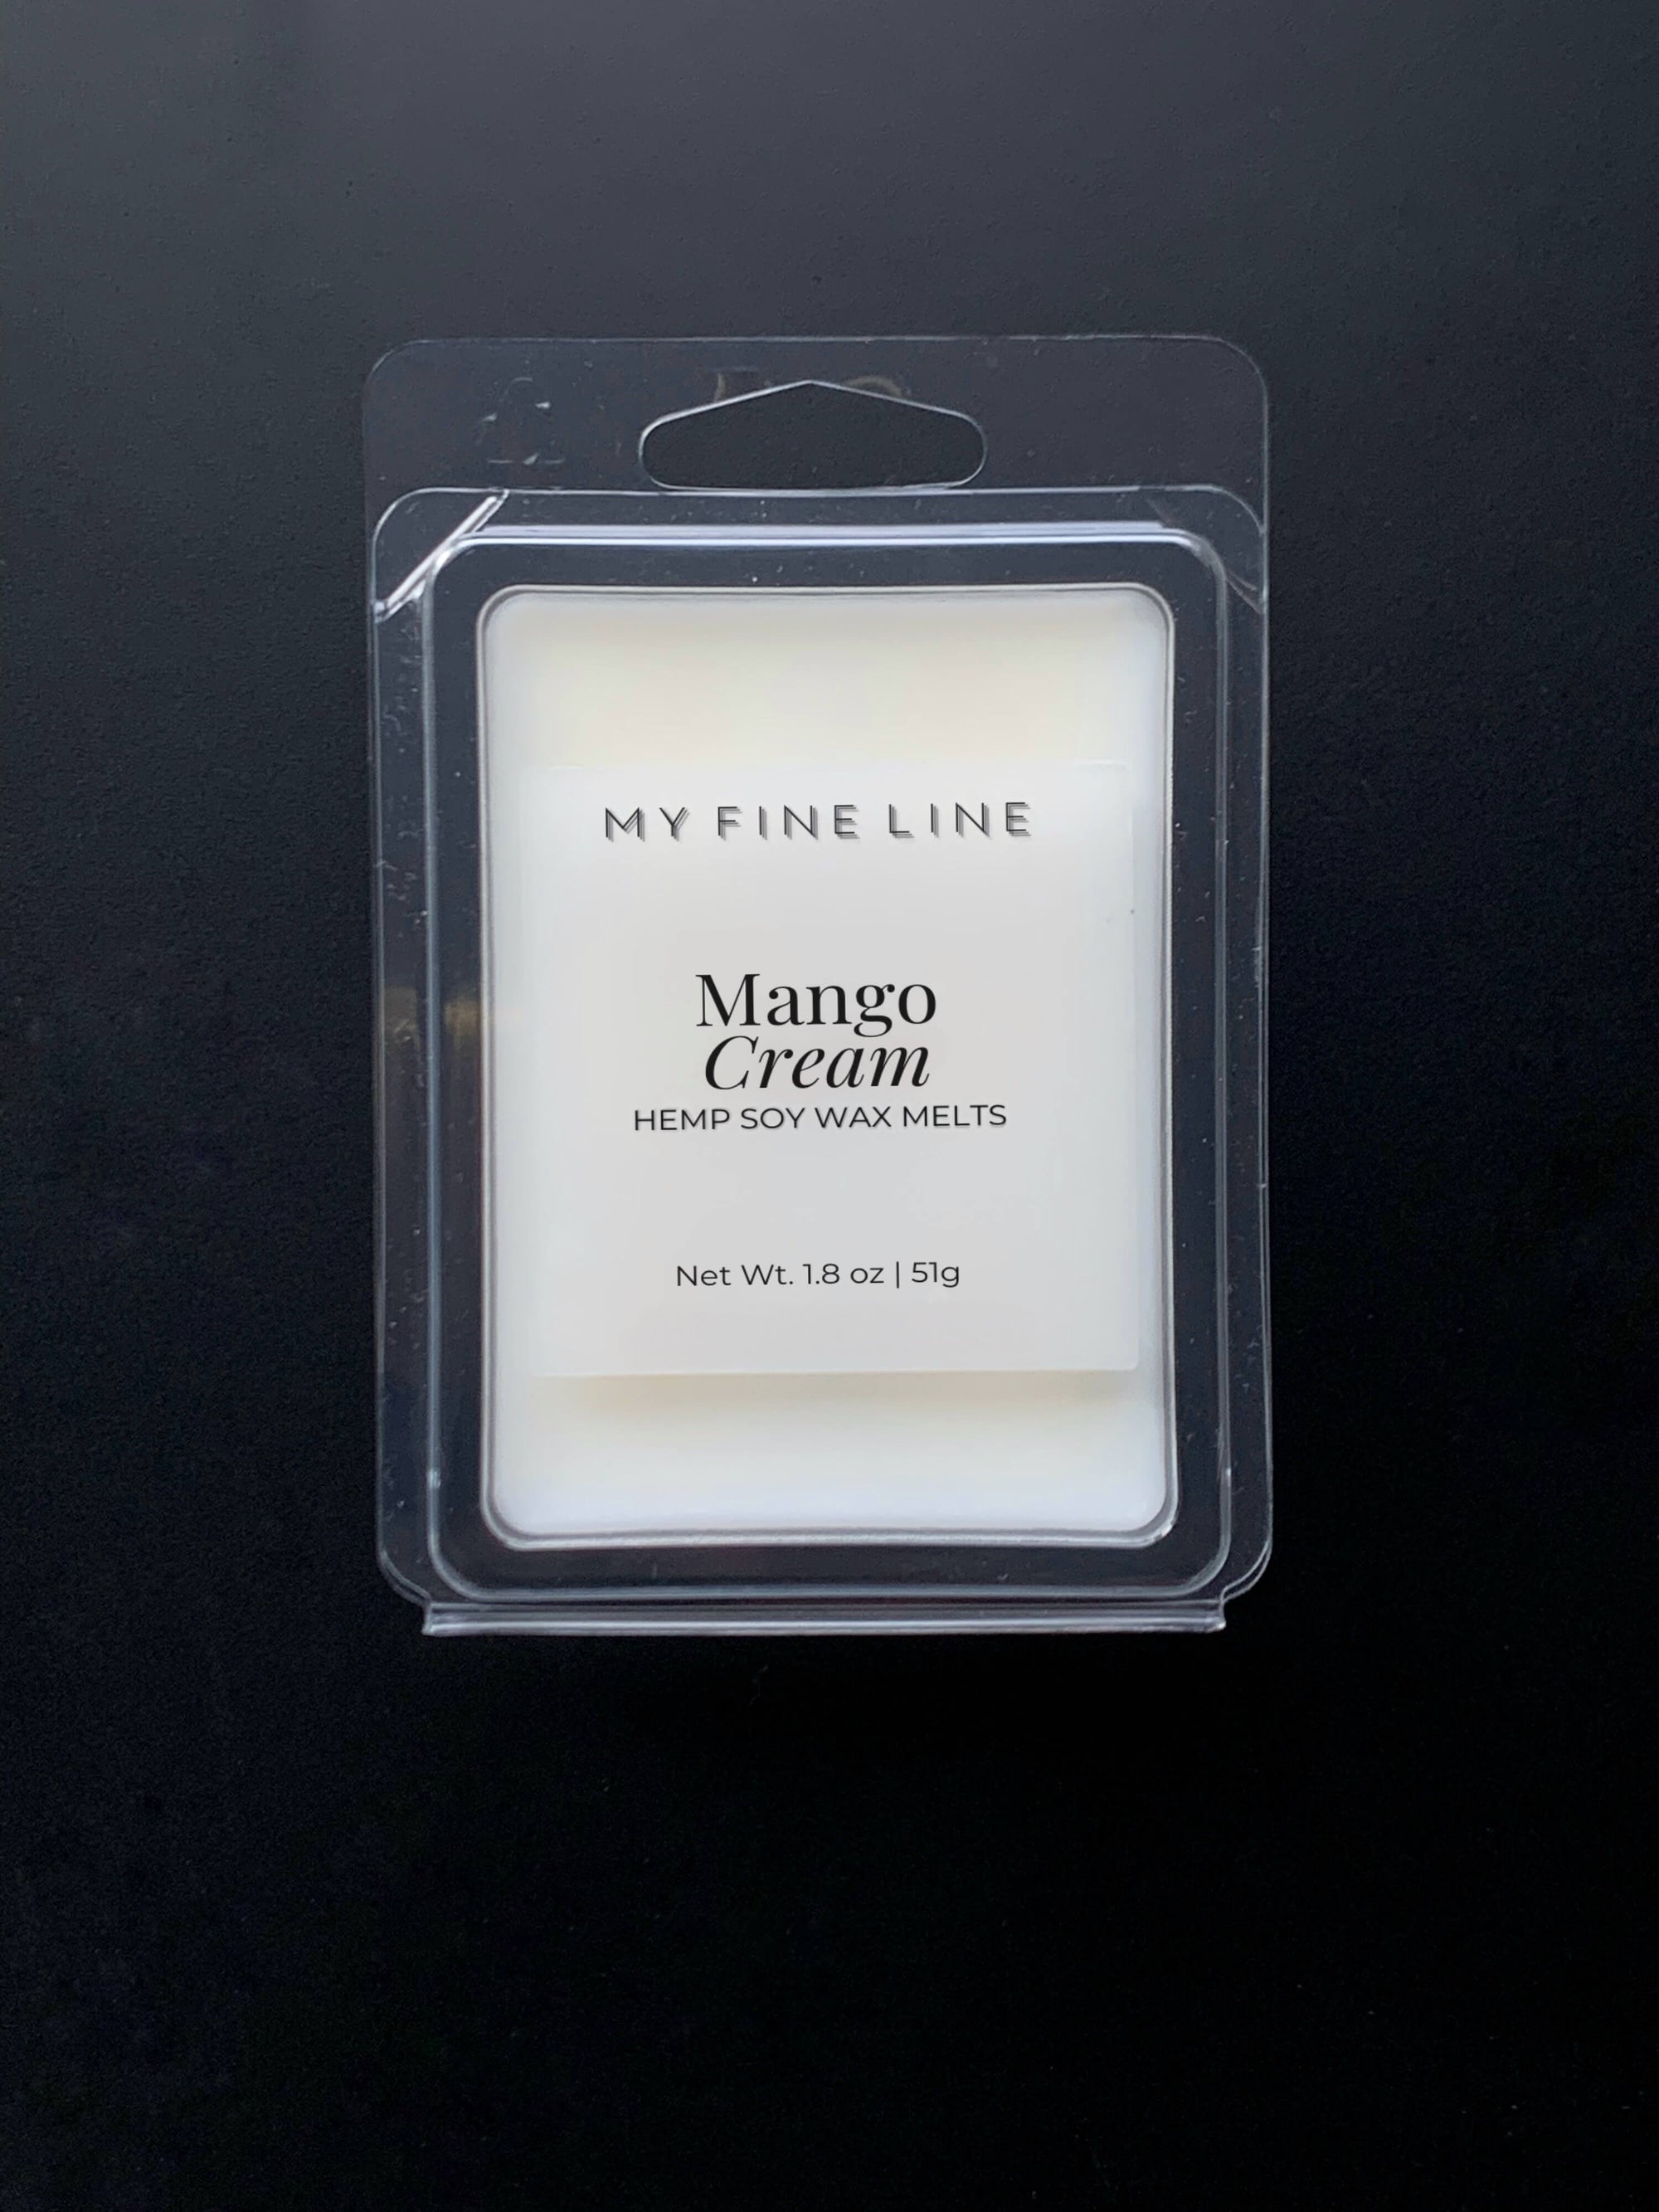 MY FINE LINE
Mango
Cream
HEMP SOY WAX MELTS
Net Wt. 1.8 oz | 51g